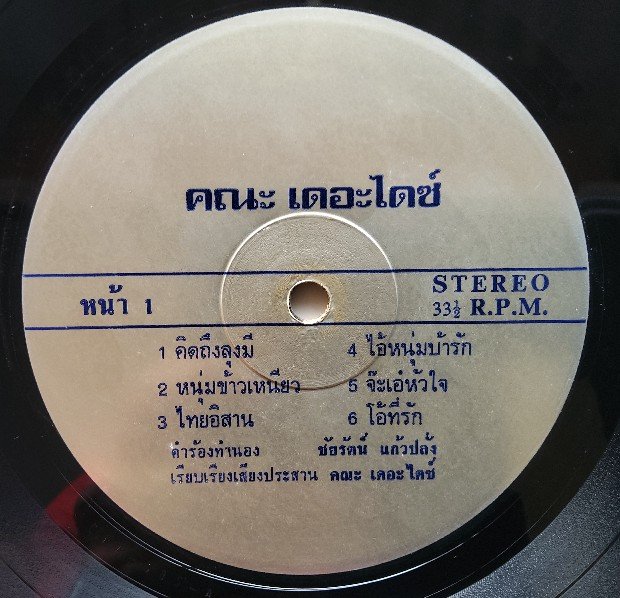 คณะ เดอะไดซ์
หน้า 1
STEREO
33½ R.P.M.
1 คิดถึงลุงมี
2 หนุ่มข้าวเหนียว
3 ไทยอิสาน
4 ไอ้หนุ่มบ้ารัก
5 จ๊ะเอ๋หัวใจ
6 โอ้ที่รัก
คำร้องทำนอง ชัยรัตน์ แก้วปลั่ง
เรียบเรียงเสียงประสาน คณะ เดอะไดซ์